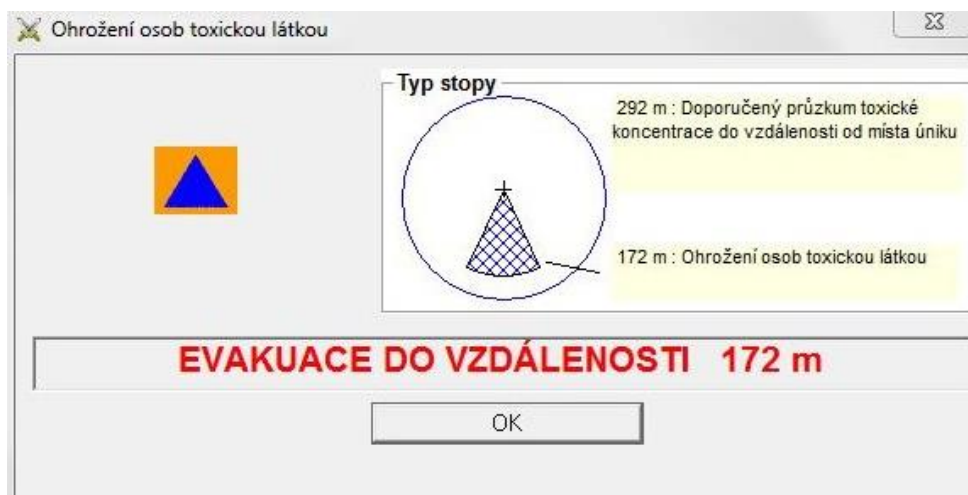 Ohrožení osob toxickou látkou
Typ stopy
292 m : Doporučený průzkum toxické
koncentrace do vzdálenosti od místa úniku
172 m : Ohrožení osob toxickou látkou
EVAKUACE DO VZDÁLENOSTI 172 m
OK